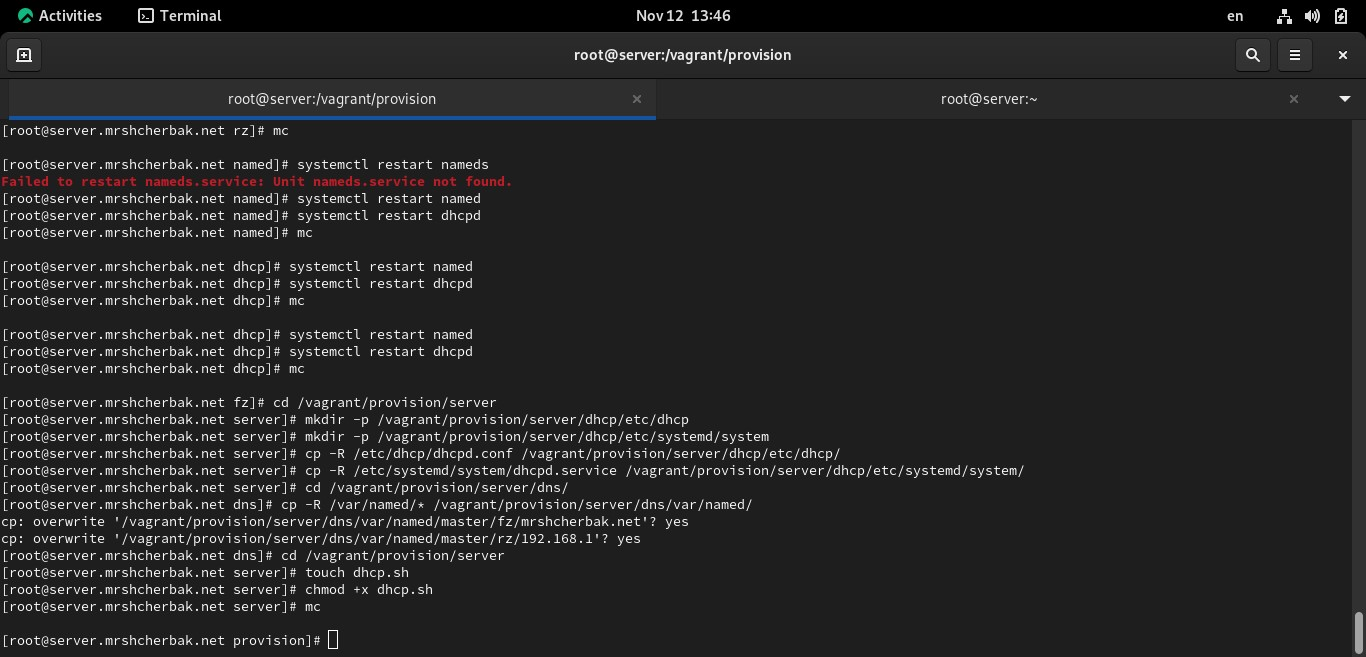 Activities Terminal Nov 12 13:46 en
root@server:/vagrant/provision
root@server:/vagrant/provision root@server:~
[root@server.mrshcherbak.net rz]# mc
[root@server.mrshcherbak.net named]# systemctl restart nameds
Failed to restart nameds.service: Unit nameds.service not found.
[root@server.mrshcherbak.net named]# systemctl restart named
[root@server.mrshcherbak.net named]# systemctl restart dhcpd
[root@server.mrshcherbak.net named]# mc
[root@server.mrshcherbak.net dhcp]# systemctl restart named
[root@server.mrshcherbak.net dhcp]# systemctl restart dhcpd
[root@server.mrshcherbak.net dhcp]# mc
[root@server.mrshcherbak.net dhcp]# systemctl restart named
[root@server.mrshcherbak.net dhcp]# systemctl restart dhcpd
[root@server.mrshcherbak.net dhcp]# mc
[root@server.mrshcherbak.net fz]# cd /vagrant/provision/server
[root@server.mrshcherbak.net server]# mkdir -p /vagrant/provision/server/dhcp/etc/dhcp
[root@server.mrshcherbak.net server]# mkdir -p /vagrant/provision/server/dhcp/etc/systemd/system
[root@server.mrshcherbak.net server]# cp -R /etc/dhcp/dhcpd.conf /vagrant/provision/server/dhcp/etc/dhcp/
[root@server.mrshcherbak.net server]# cp -R /etc/systemd/system/dhcpd.service /vagrant/provision/server/dhcp/etc/systemd/system/
[root@server.mrshcherbak.net server]# cd /vagrant/provision/server/dns/
[root@server.mrshcherbak.net dns]# cp -R /var/named/* /vagrant/provision/server/dns/var/named/
cp: overwrite '/vagrant/provision/server/dns/var/named/master/fz/mrshcherbak.net'? yes
cp: overwrite '/vagrant/provision/server/dns/var/named/master/rz/192.168.1'? yes
[root@server.mrshcherbak.net dns]# cd /vagrant/provision/server
[root@server.mrshcherbak.net server]# touch dhcp.sh
[root@server.mrshcherbak.net server]# chmod +x dhcp.sh
[root@server.mrshcherbak.net server]# mc
[root@server.mrshcherbak.net provision]#